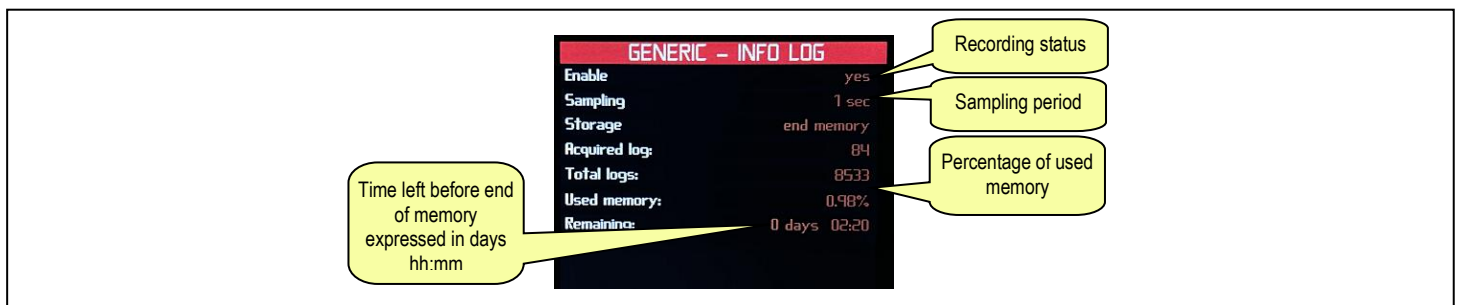 GENERIC – INFO LOG
Enable yes
Sampling 1 sec
Storage end memory
Acquired log: 84
Total logs: 8533
Used memory: 0.98%
Remaining: 0 days 02:20
Recording status
Sampling period
Percentage of used
memory
Time left before end
of memory
expressed in days
hh:mm